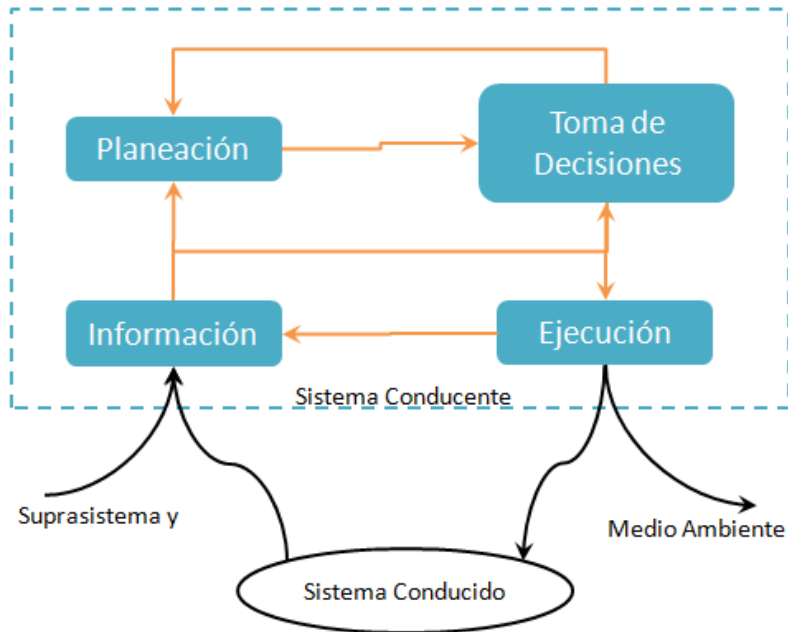 Planeación
Toma de
Decisiones
Información
Ejecución
Sistema Conducente
Suprasistema y
Medio Ambiente
Sistema Conducido